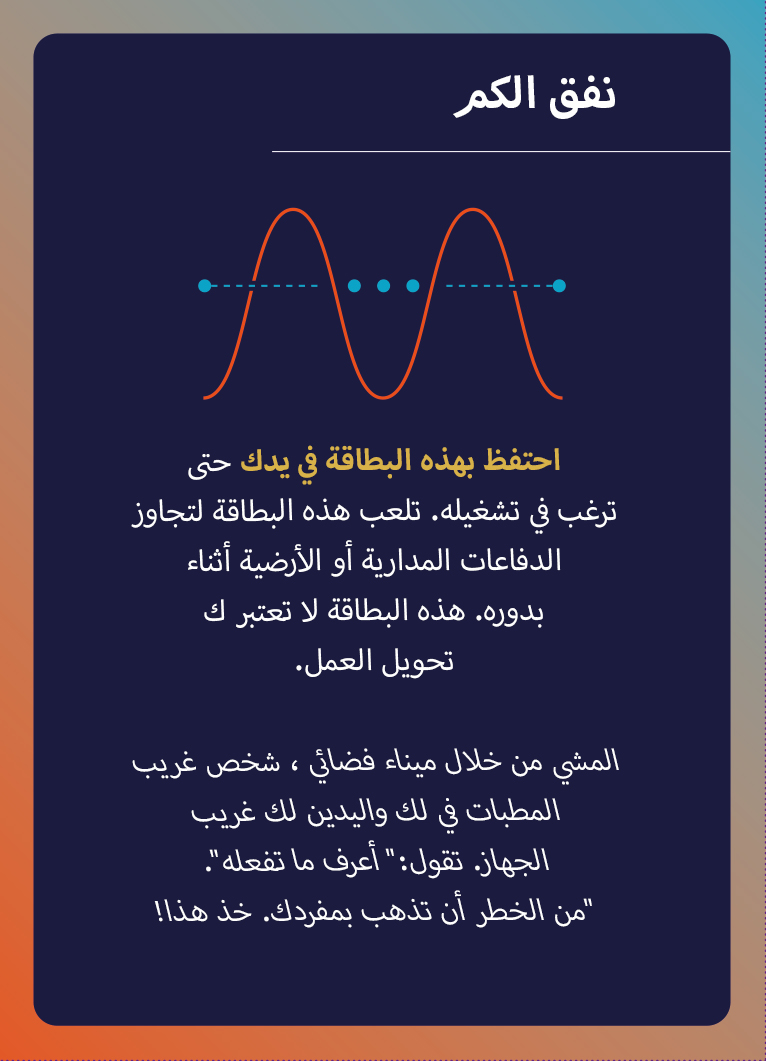 نفق الكم
احتفظ بهذه البطاقة في يدك حتى
ترغب في تشغيله. تلعب هذه البطاقة لتجاوز
الدفاعات المدارية أو الأرضية أثناء
بدوره. هذه البطاقة لا تعتبر ك
تحويل العمل.
المشي من خلال ميناء فضائي ، شخص غريب
المطبات في لك واليدين لك غريب
الجهاز. تقول:" أعرف ما تفعله".
"من الخطر أن تذهب بمفردك. خذ هذا!